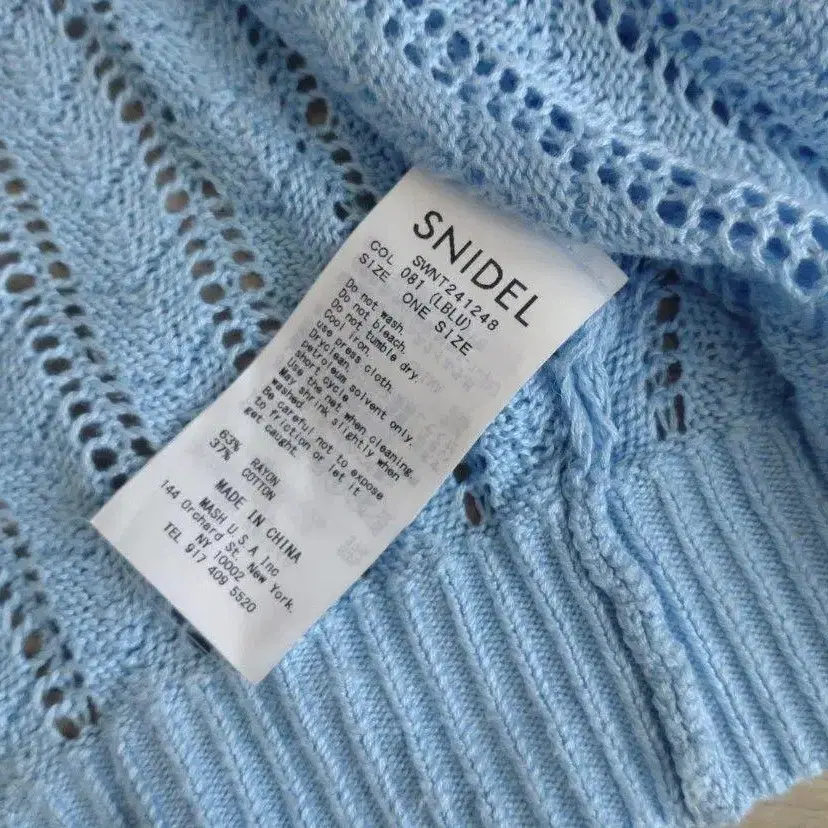 SNIDEL
SWNT241248
COL 081 (LBLU)
SIZE ONE SIZE
Do not wash.
Do not bleach.
Do not tumble dry.
Cool iron.
use press cloth.
Dryclean.
petroleum solvent only.
short cycle
Use the net when cleaning.
May shrink slightly when
washed.
Be careful not to expose
to friction or let it
get caught.
63% RAYON
37% COTTON
MADE IN CHINA
MASH U.S.A Inc
144 Orchard St. New York.
NY 10002
TEL 917 409 5520